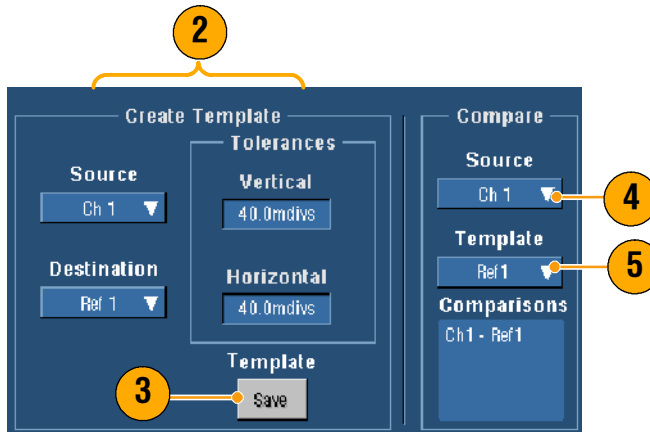 2
Create Template
Tolerances
Source
Ch 1
Vertical
40.0mdivs
Destination
Ref 1
Horizontal
40.0mdivs
Template
3
Save
Compare
Source
Ch 1
4
Template
Ref1
5
Comparisons
Ch1 - Ref1